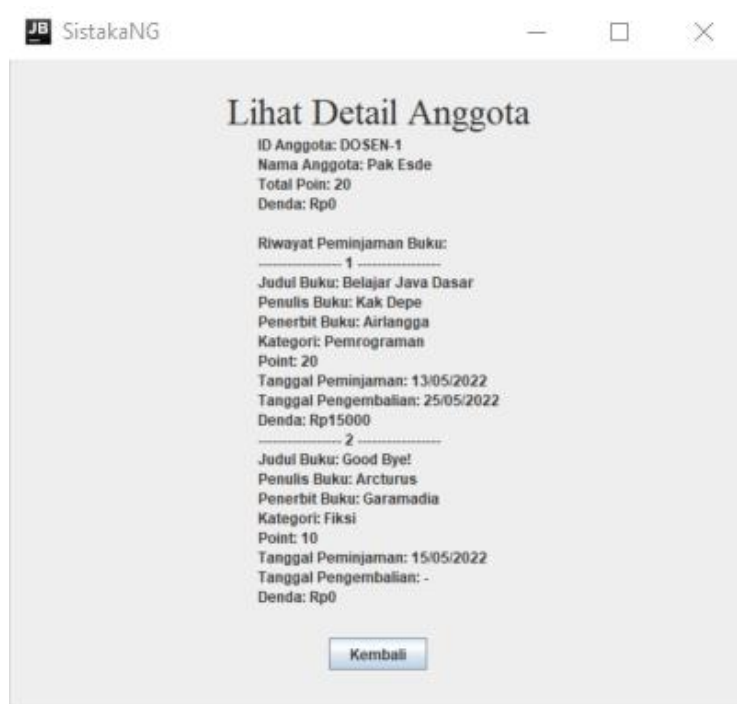 JB SistakaNG
Lihat Detail Anggota
ID Anggota: DOSEN-1
Nama Anggota: Pak Esde
Total Poin: 20
Denda: Rp0
Riwayat Peminjaman Buku:
----------------- 1 -----------------
Judul Buku: Belajar Java Dasar
Penulis Buku: Kak Depe
Penerbit Buku: Airlangga
Kategori: Pemrograman
Point: 20
Tanggal Peminjaman: 13/05/2022
Tanggal Pengembalian: 25/05/2022
Denda: Rp15000
----------------- 2 -----------------
Judul Buku: Good Bye!
Penulis Buku: Arcturus
Penerbit Buku: Garamadia
Kategori: Fiksi
Point: 10
Tanggal Peminjaman: 15/05/2022
Tanggal Pengembalian: -
Denda: Rp0
Kembali